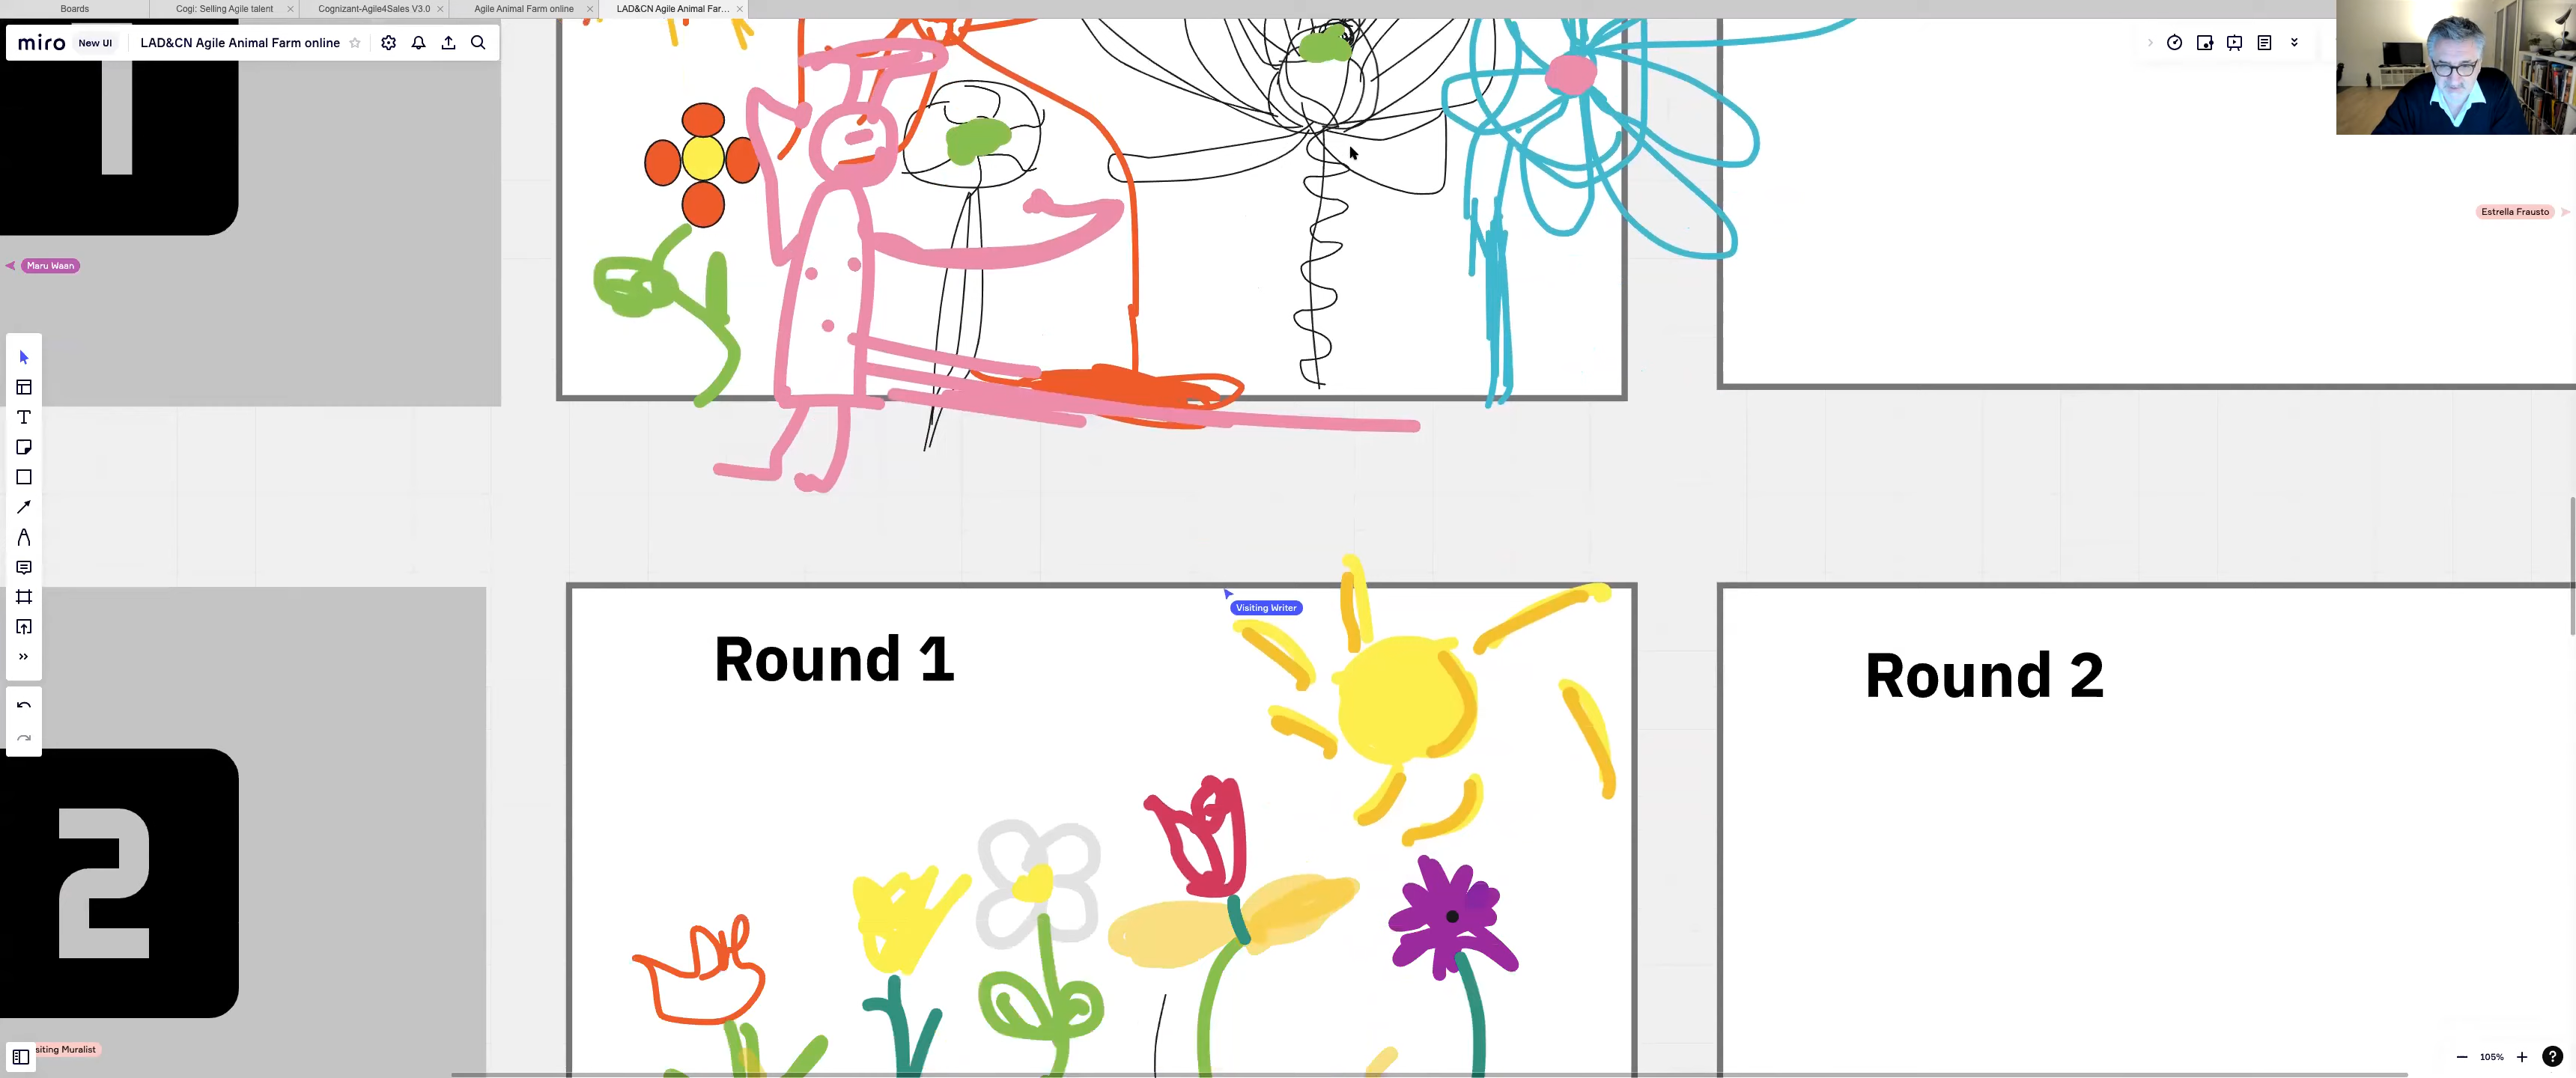 Boards
Cogi: Selling Agile talent
Cognizant-Agile4Sales V3.0
Agile Animal Farm online
LAD&CN Agile Animal Far...
miro
New UI
LAD&CN Agile Animal Farm online
1
Estrella Frausto
Maru Waan
Visiting Writer
Round 1
Round 2
2
siting Muralist
105%